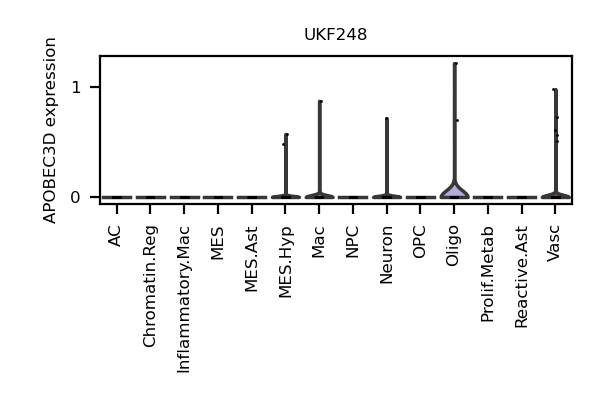 UKF248
APOBEC3D expression
1
0
AC
Chromatin.Reg
Inflammatory.Mac
MES
MES.Ast
MES.Hyp
Mac
NPC
Neuron
OPC
Oligo
Prolif.Metab
Reactive.Ast
Vasc